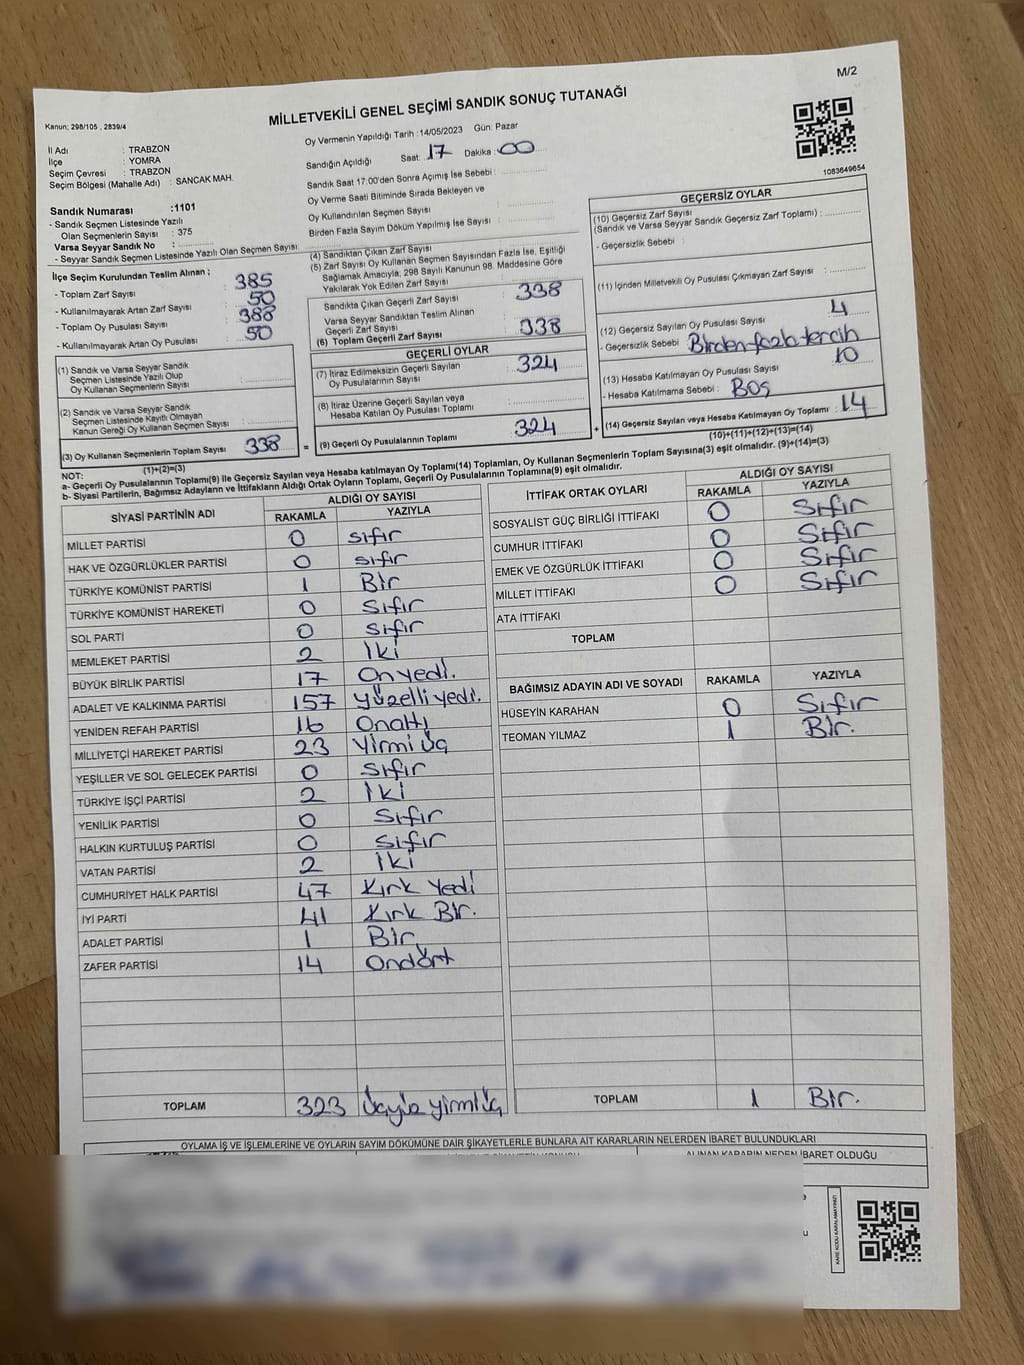 M/2
MİLLETVEKİLİ GENEL SEÇİMİ SANDIK SONUÇ TUTANAĞI
Kanun; 298/105 , 2839/4
İl Adı : TRABZON
İlçe : YOMRA
Seçim Çevresi : TRABZON
Seçim Bölgesi (Mahalle Adı) : SANCAK MAH.
Sandık Numarası :1101
- Sandık Seçmen Listesinde Yazılı
Olan Seçmenlerin Sayısı : 375
Varsa Seyyar Sandık No :
- Seyyar Sandık Seçmen Listesinde Yazılı Olan Seçmen Sayısı:
Oy Vermenin Yapıldığı Tarih :14/05/2023 Gün: Pazar
Sandığın Açıldığı Saat: 17 Dakika : 00
Sandık Saat 17:00'den Sonra Açımış İse Sebebi :
Oy Verme Saati Bitiminde Sırada Bekleyen ve
Oy Kullandırılan Seçmen Sayısı :
Birden Fazla Sayım Döküm Yapılmış İse Sayısı :
1083649654
İlçe Seçim Kurulundan Teslim Alınan ;
- Toplam Zarf Sayısı : 385
- Kullanılmayarak Artan Zarf Sayısı : 50
- Toplam Oy Pusulası Sayısı : 388
- Kullanılmayarak Artan Oy Pusulası : 50
(1) Sandık ve Varsa Seyyar Sandık
Seçmen Listesinde Yazılı Olup
Oy Kullanan Seçmenlerin Sayısı :
(2) Sandık ve Varsa Seyyar Sandık
Seçmen Listesinde Kayıtlı Olmayan
Kanun Gereği Oy Kullanan Seçmen Sayısı :
(3) Oy Kullanan Seçmenlerin Toplam Sayısı : 338
(1)+(2)=(3)
(4) Sandıktan Çıkan Zarf Sayısı
(5) Zarf Sayısı Oy Kullanan Seçmen Sayısından Fazla İse, Eşitliği
Sağlamak Amacıyla; 298 Sayılı Kanunun 98. Maddesine Göre
Yakılarak Yok Edilen Zarf Sayısı
Sandıkta Çıkan Geçerli Zarf Sayısı : 338
Varsa Seyyar Sandıktan Teslim Alınan
Geçerli Zarf Sayısı
(6) Toplam Geçerli Zarf Sayısı : 338
GEÇERLİ OYLAR
(7) İtiraz Edilmeksizin Geçerli Sayılan
Oy Pusulalarının Sayısı : 324
(8) İtiraz Üzerine Geçerli Sayılan veya
Hesaba Katılan Oy Pusulası Toplamı :
= (9) Geçerli Oy Pusulalarının Toplamı : 324
GEÇERSİZ OYLAR
(10) Geçersiz Zarf Sayısı
(Sandık ve Varsa Seyyar Sandık Geçersiz Zarf Toplamı) :
- Geçersizlik Sebebi :
(11) İçinden Milletvekili Oy Pusulası Çıkmayan Zarf Sayısı :
(12) Geçersiz Sayılan Oy Pusulası Sayısı : 4
- Geçersizlik Sebebi Birden fazla tercih
(13) Hesaba Katılmayan Oy Pusulası Sayısı : 10
- Hesaba Katılmama Sebebi : Boş
+ (14) Geçersiz Sayılan veya Hesaba Katılmayan Oy Toplamı : 14
(10)+(11)+(12)+(13)=(14)
NOT:
a- Geçerli Oy Pusulalarının Toplamı(9) ile Geçersiz Sayılan veya Hesaba katılmayan Oy Toplamı(14) Toplamları, Oy Kullanan Seçmenlerin Toplam Sayısına(3) eşit olmalıdır. (9)+(14)=(3)
b- Siyasi Partilerin, Bağımsız Adayların ve İttifakların Aldığı Ortak Oyların Toplamı, Geçerli Oy Pusulalarının Toplamına(9) eşit olmalıdır.
SİYASİ PARTİNİN ADI ALDIĞI OY SAYISI
RAKAMLA YAZIYLA
MİLLET PARTİSİ 0 sıfır
HAK VE ÖZGÜRLÜKLER PARTİSİ 0 sıfır
TÜRKİYE KOMÜNİST PARTİSİ 1 Bir
TÜRKİYE KOMÜNİST HAREKETİ 0 Sıfır
SOL PARTİ 0 sıfır
MEMLEKET PARTİSİ 2 İki
BÜYÜK BİRLİK PARTİSİ 17 Onyedi.
ADALET VE KALKINMA PARTİSİ 157 Yüzelliyedi.
YENİDEN REFAH PARTİSİ 16 Onaltı
MİLLİYETÇİ HAREKET PARTİSİ 23 Yirmi üç
YEŞİLLER VE SOL GELECEK PARTİSİ 0 sıfır
TÜRKİYE İŞÇİ PARTİSİ 2 İki
YENİLİK PARTİSİ 0 Sıfır
HALKIN KURTULUŞ PARTİSİ 0 sıfır
VATAN PARTİSİ 2 İki
CUMHURİYET HALK PARTİSİ 47 Kırk Yedi
İYİ PARTİ 41 Kırk Bir.
ADALET PARTİSİ 1 Bir
ZAFER PARTİSİ 14 Ondört
TOPLAM 323 Üçyüz yirmi üç
İTTİFAK ORTAK OYLARI ALDIĞI OY SAYISI
RAKAMLA YAZIYLA
SOSYALİST GÜÇ BİRLİĞİ İTTİFAKI 0 Sıfır
CUMHUR İTTİFAKI 0 Sıfır
EMEK VE ÖZGÜRLÜK İTTİFAKI 0 Sıfır
MİLLET İTTİFAKI 0 Sıfır
ATA İTTİFAKI
TOPLAM
BAĞIMSIZ ADAYIN ADI VE SOYADI RAKAMLA YAZIYLA
HÜSEYİN KARAHAN 0 Sıfır
TEOMAN YILMAZ 1 Bir.
TOPLAM 1 Bir.
OYLAMA İŞ VE İŞLEMLERİNE VE OYLARIN SAYIM DÖKÜMÜNE DAİR ŞİKAYETLERLE BUNLARA AİT KARARLARIN NELERDEN İBARET BULUNDUKLARI
ALINAN KARARIN NEDEN İBARET OLDUĞU
KARE KODU KARALAMAYINIZ!